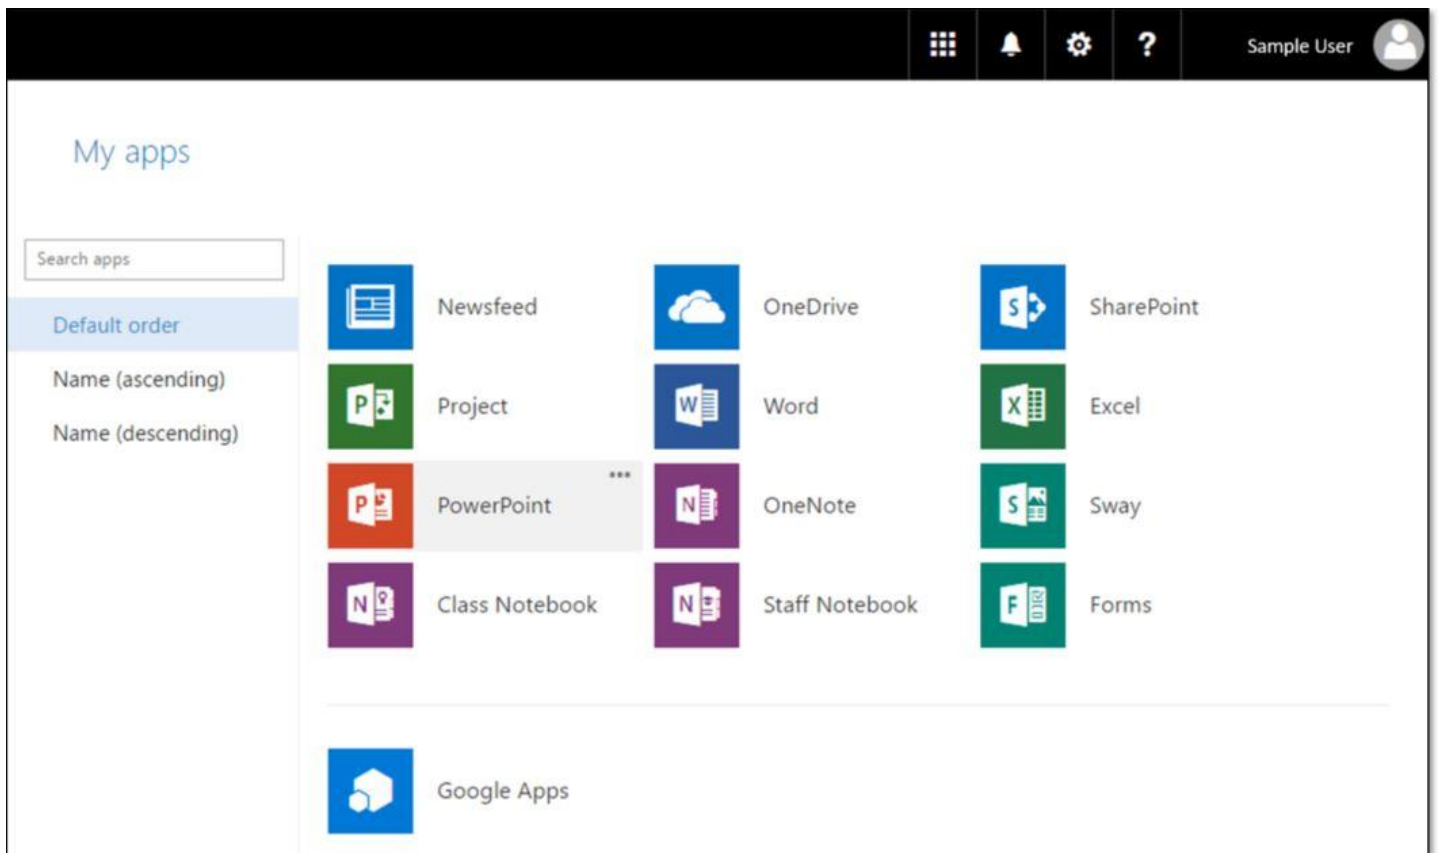 Sample User
My apps
Search apps
Default order
Name (ascending)
Name (descending)
Newsfeed
OneDrive
S
SharePoint
P
Project
W
Word
X
Excel
P
PowerPoint
N
OneNote
S
Sway
N
Class Notebook
N
Staff Notebook
F
Forms
Google Apps